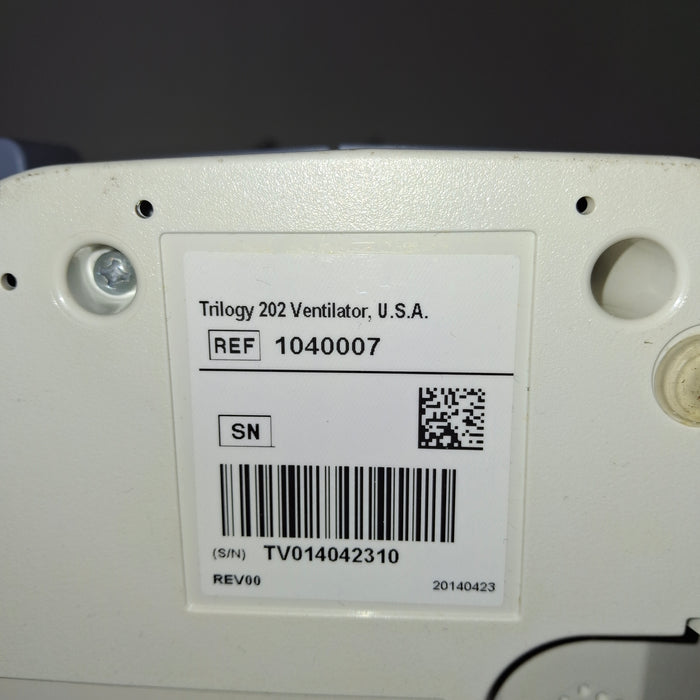 Trilogy 202 Ventilator, U.S.A.
REF 1040007
SN
(S/N) TV014042310
REV00 20140423